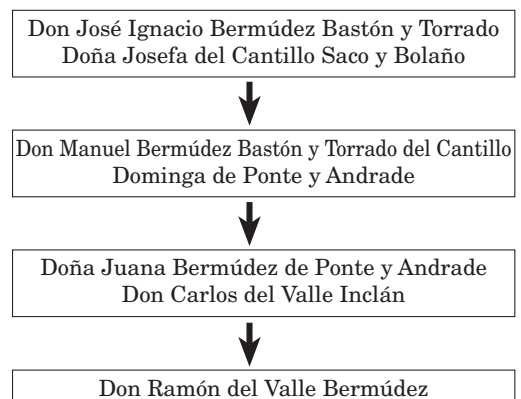 Don José Ignacio Bermúdez Bastón y Torrado
Doña Josefa del Cantillo Saco y Bolaño
Don Manuel Bermúdez Bastón y Torrado del Cantillo
Dominga de Ponte y Andrade
Doña Juana Bermúdez de Ponte y Andrade
Don Carlos del Valle Inclán
Don Ramón del Valle Bermúdez